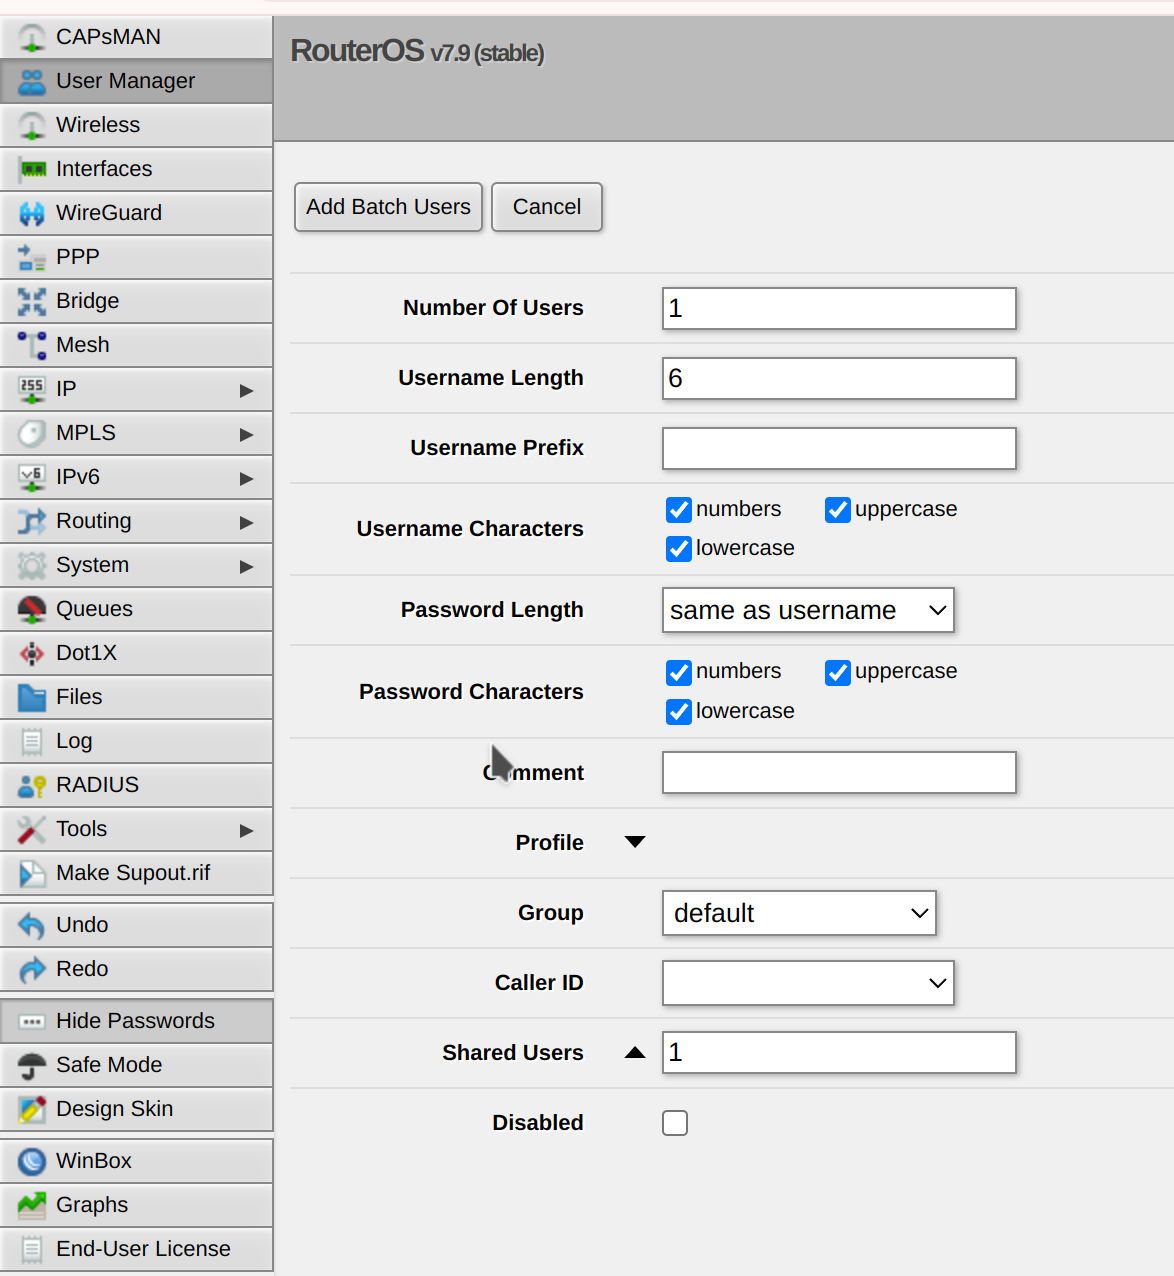 CAPsMAN
User Manager
Wireless
Interfaces
WireGuard
PPP
Bridge
Mesh
255 IP
MPLS
v6 IPv6
Routing
System
Queues
Dot1X
Files
Log
RADIUS
Tools
Make Supout.rif
Undo
Redo
Hide Passwords
Safe Mode
Design Skin
WinBox
Graphs
End-User License
RouterOS v7.9 (stable)
Add Batch Users Cancel
Number Of Users 1
Username Length 6
Username Prefix
Username Characters numbers uppercase
lowercase
Password Length same as username
Password Characters numbers uppercase
lowercase
Comment
Profile
Group default
Caller ID
Shared Users 1
Disabled